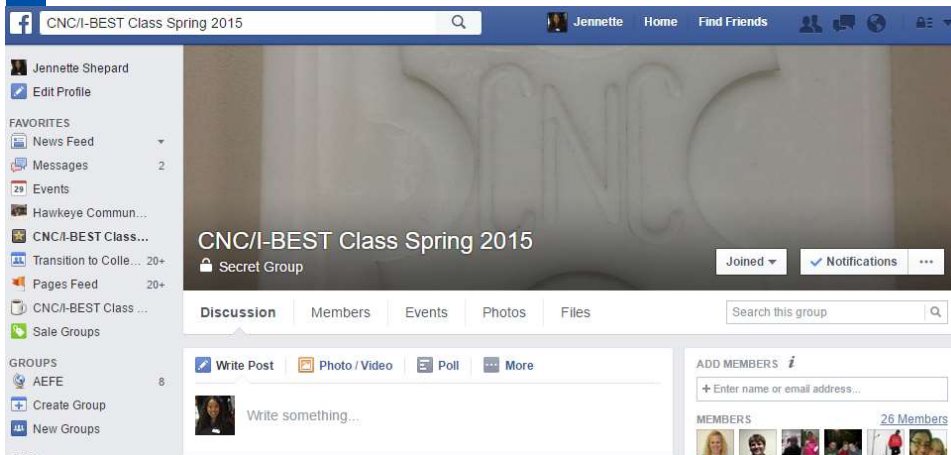 CNC/I-BEST Class Spring 2015
Jennette Home Find Friends
Jennette Shepard
Edit Profile
FAVORITES
News Feed
Messages 2
29 Events
Hawkeye Commun...
CNC/I-BEST Class...
Transition to Colle... 20+
Pages Feed 20+
CNC/I-BEST Class ...
Sale Groups
GROUPS
AEFE 8
Create Group
New Groups
CNC
CNC/I-BEST Class Spring 2015
Secret Group
Joined Notifications ...
Discussion Members Events Photos Files
Search this group
Write Post Photo / Video Poll More
Write something...
ADD MEMBERS i
+ Enter name or email address...
MEMBERS 26 Members